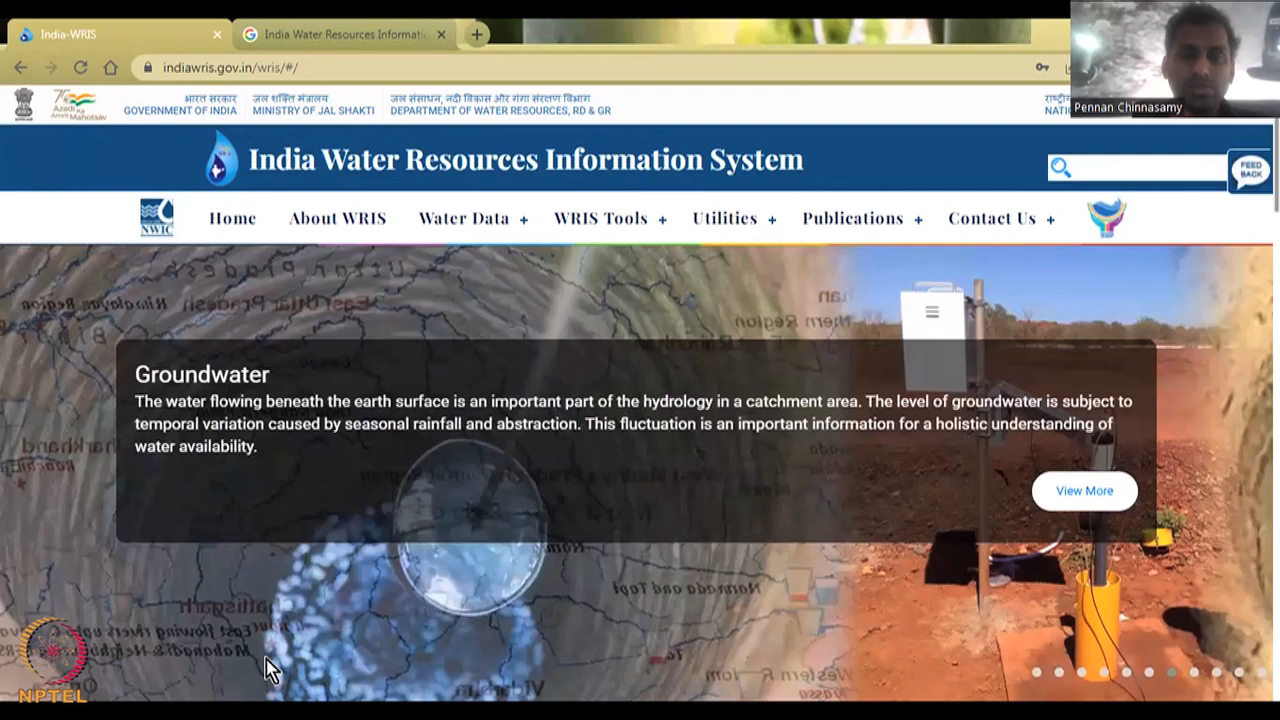 India-WRIS
India Water Resources Informati
indiawris.gov.in/wris/#/
Pennan Chinnasamy
भारत सरकार
GOVERNMENT OF INDIA
जल शक्ति मंत्रालय
MINISTRY OF JAL SHAKTI
जल संसाधन, नदी विकास और गंगा संरक्षण विभाग
DEPARTMENT OF WATER RESOURCES, RD & GR
Azadi Ka
Amrit Mahotsav
India Water Resources Information System
FEED
BACK
NWIC
Home
About WRIS
Water Data +
WRIS Tools +
Utilities +
Publications +
Contact Us +
Groundwater
The water flowing beneath the earth surface is an important part of the hydrology in a catchment area. The level of groundwater is subject to
temporal variation caused by seasonal rainfall and abstraction. This fluctuation is an important information for a holistic understanding of
water availability.
View More
NPTEL